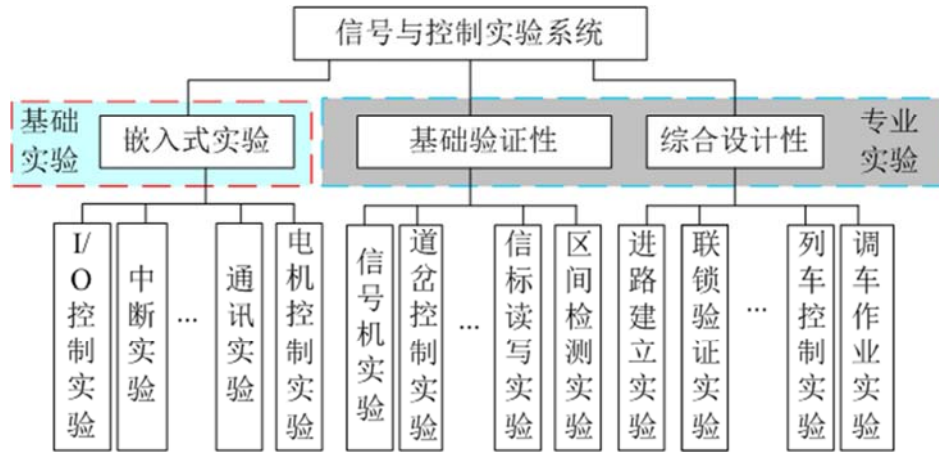 信号与控制实验系统
基础
实验
嵌入式实验
基础验证性
综合设计性
专业
实验
I/O控制实验
中断实验
...
通讯实验
电机控制实验
信号机实验
道岔控制实验
...
信标读写实验
区间检测实验
进路建立实验
联锁验证实验
...
列车控制实验
调车作业实验